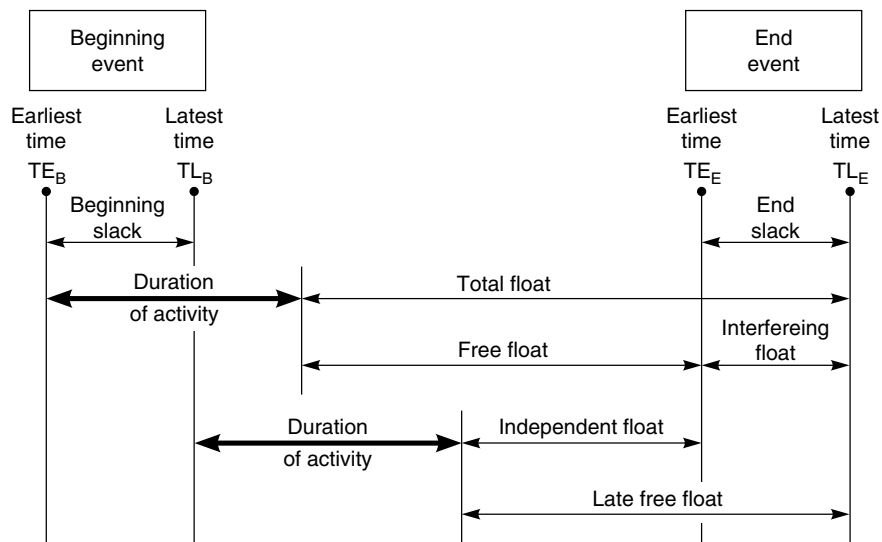 Beginning
event
End
event
Earliest
time
Latest
time
Earliest
time
Latest
time
TE_B
TL_B
TE_E
TL_E
Beginning
slack
End
slack
Duration
of activity
Total float
Free float
Interfereing
float
Duration
of activity
Independent float
Late free float